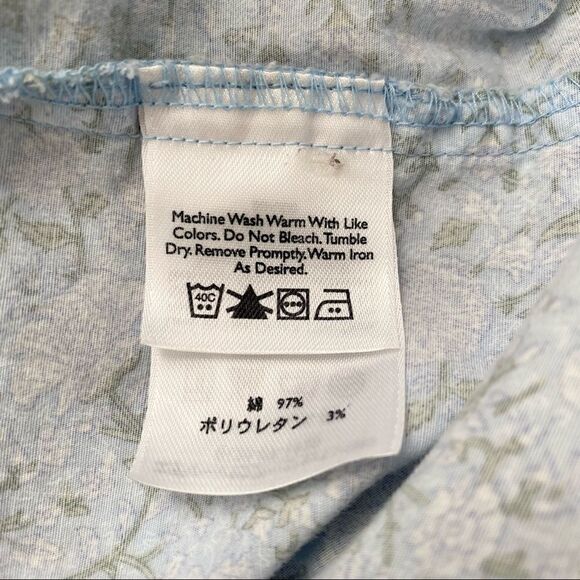 Machine Wash Warm With Like
Colors. Do Not Bleach. Tumble
Dry. Remove Promptly. Warm Iron
As Desired.
40C
綿 97%
ポリウレタン 3%